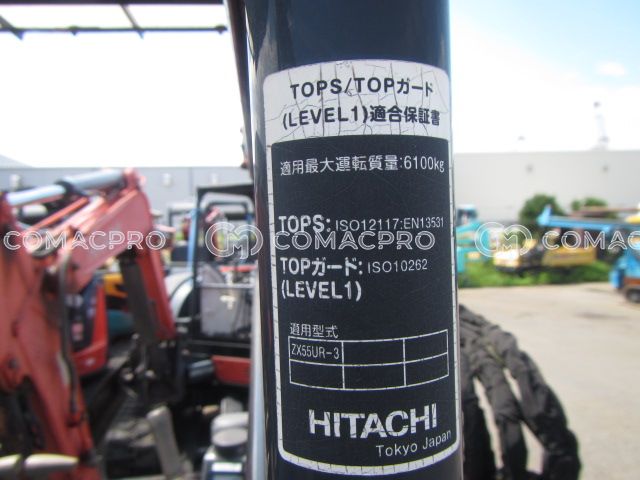 TOPS/TOPガード
(LEVEL1)適合保証書
適用最大運転質量:6100kg
TOPS: ISO12117:EN13531
TOPガード: ISO10262
(LEVEL1)
適用型式
ZX55UR-3
HITACHI
Tokyo Japan
COMACPRO COMACPRO COMACPRO